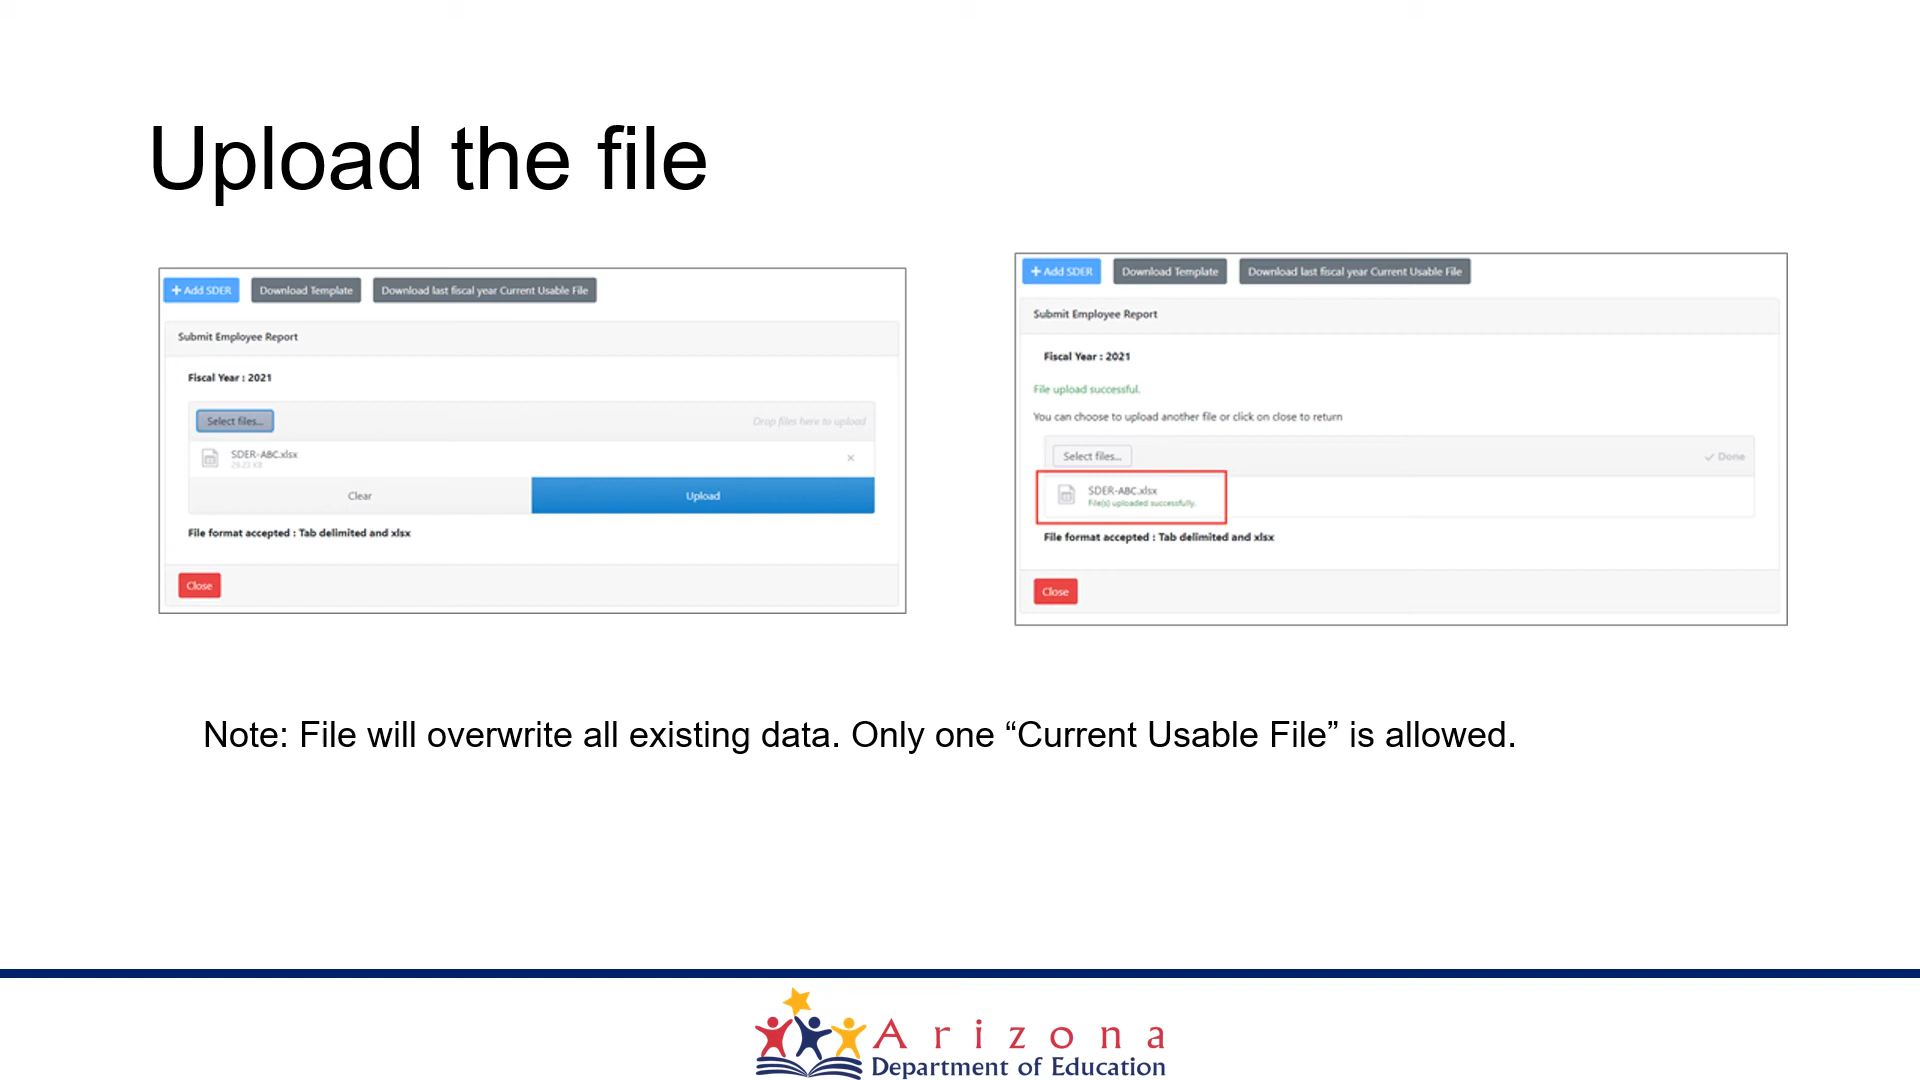 Upload the file
+ Add SDER Download Template Download last fiscal year Current Usable File
Submit Employee Report
Fiscal Year : 2021
Select files... Drop files here to upload
SDER-ABC.xlsx
29.23 KB
Clear Upload
File format accepted : Tab delimited and xlsx
Close
+ Add SDER Download Template Download last fiscal year Current Usable File
Submit Employee Report
Fiscal Year : 2021
File upload successful.
You can choose to upload another file or click on close to return
Select files... Done
SDER-ABC.xlsx
File(s) uploaded successfully.
File format accepted : Tab delimited and xlsx
Close
Note: File will overwrite all existing data. Only one “Current Usable File” is allowed.
Arizona
Department of Education